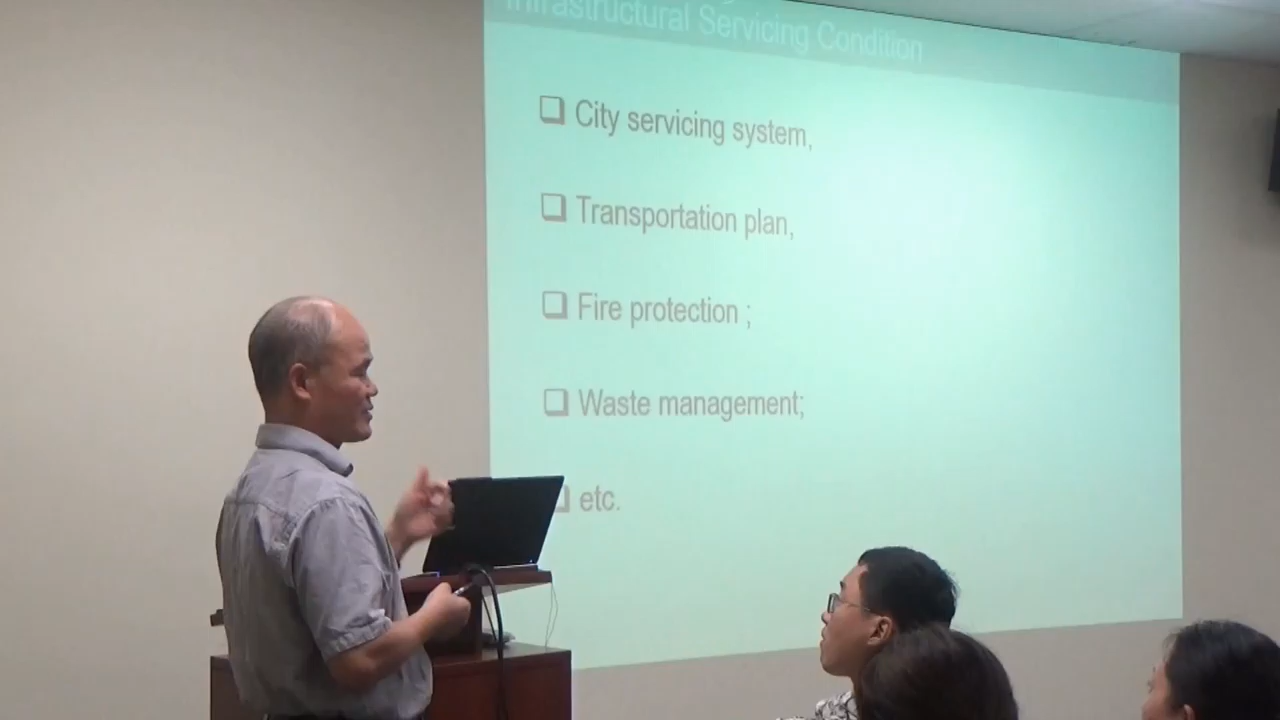 Infrastructural Servicing Condition
City servicing system,
Transportation plan,
Fire protection ;
Waste management;
etc.